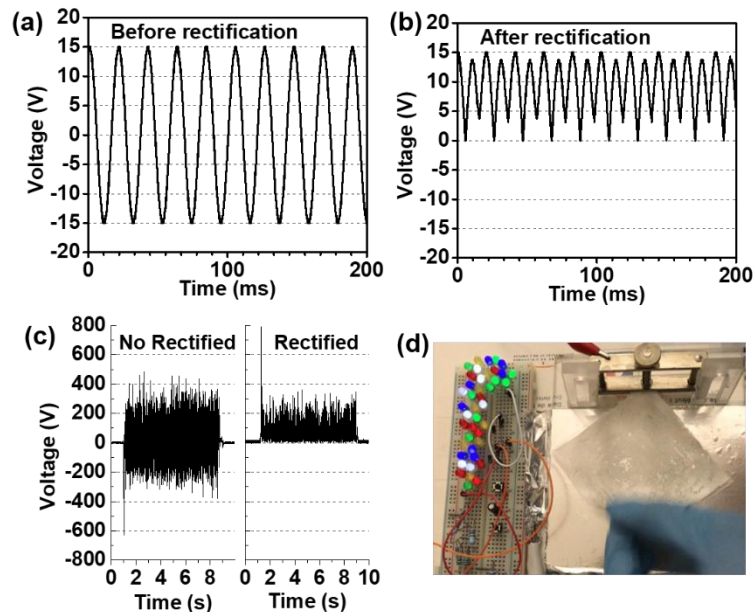 (a)
Before rectification
20
15
10
5
0
-5
-10
-15
-20
Voltage (V)
0
100
200
Time (ms)
(b)
After rectification
20
15
10
5
0
-5
-10
-15
-20
Voltage (V)
0
100
200
Time (ms)
(c)
No Rectified
Rectified
800
600
400
200
0
-200
-400
-600
-800
Voltage (V)
0 2 4 6 8
0 2 4 6 8 10
Time (s)
Time (s)
(d)